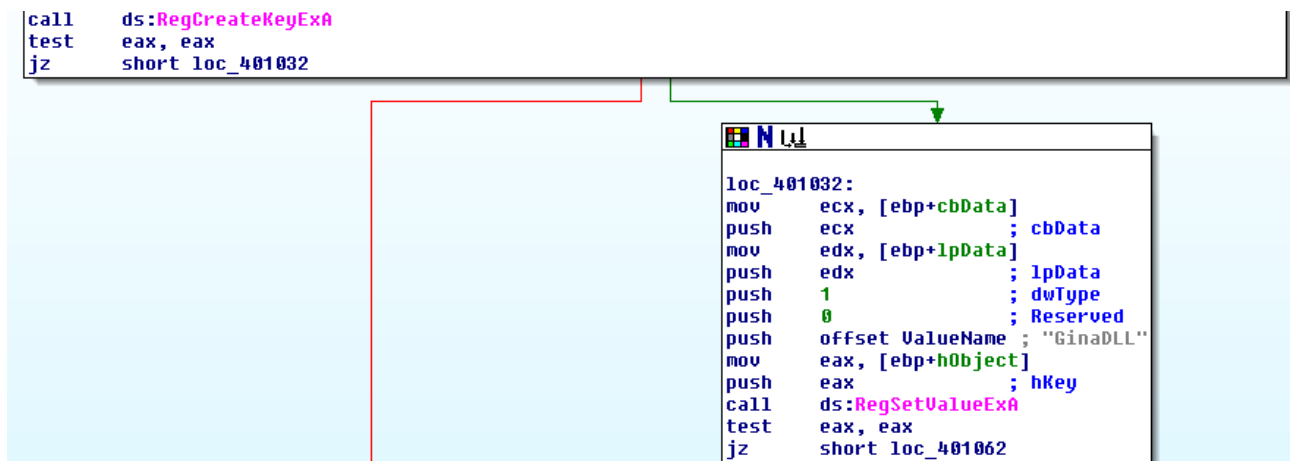 call ds:RegCreateKeyExA
test eax, eax
jz short loc_401032
N
loc_401032:
mov ecx, [ebp+cbData]
push ecx ; cbData
mov edx, [ebp+lpData]
push edx ; lpData
push 1 ; dwType
push 0 ; Reserved
push offset ValueName ; "GinaDLL"
mov eax, [ebp+hObject]
push eax ; hKey
call ds:RegSetValueExA
test eax, eax
jz short loc_401062